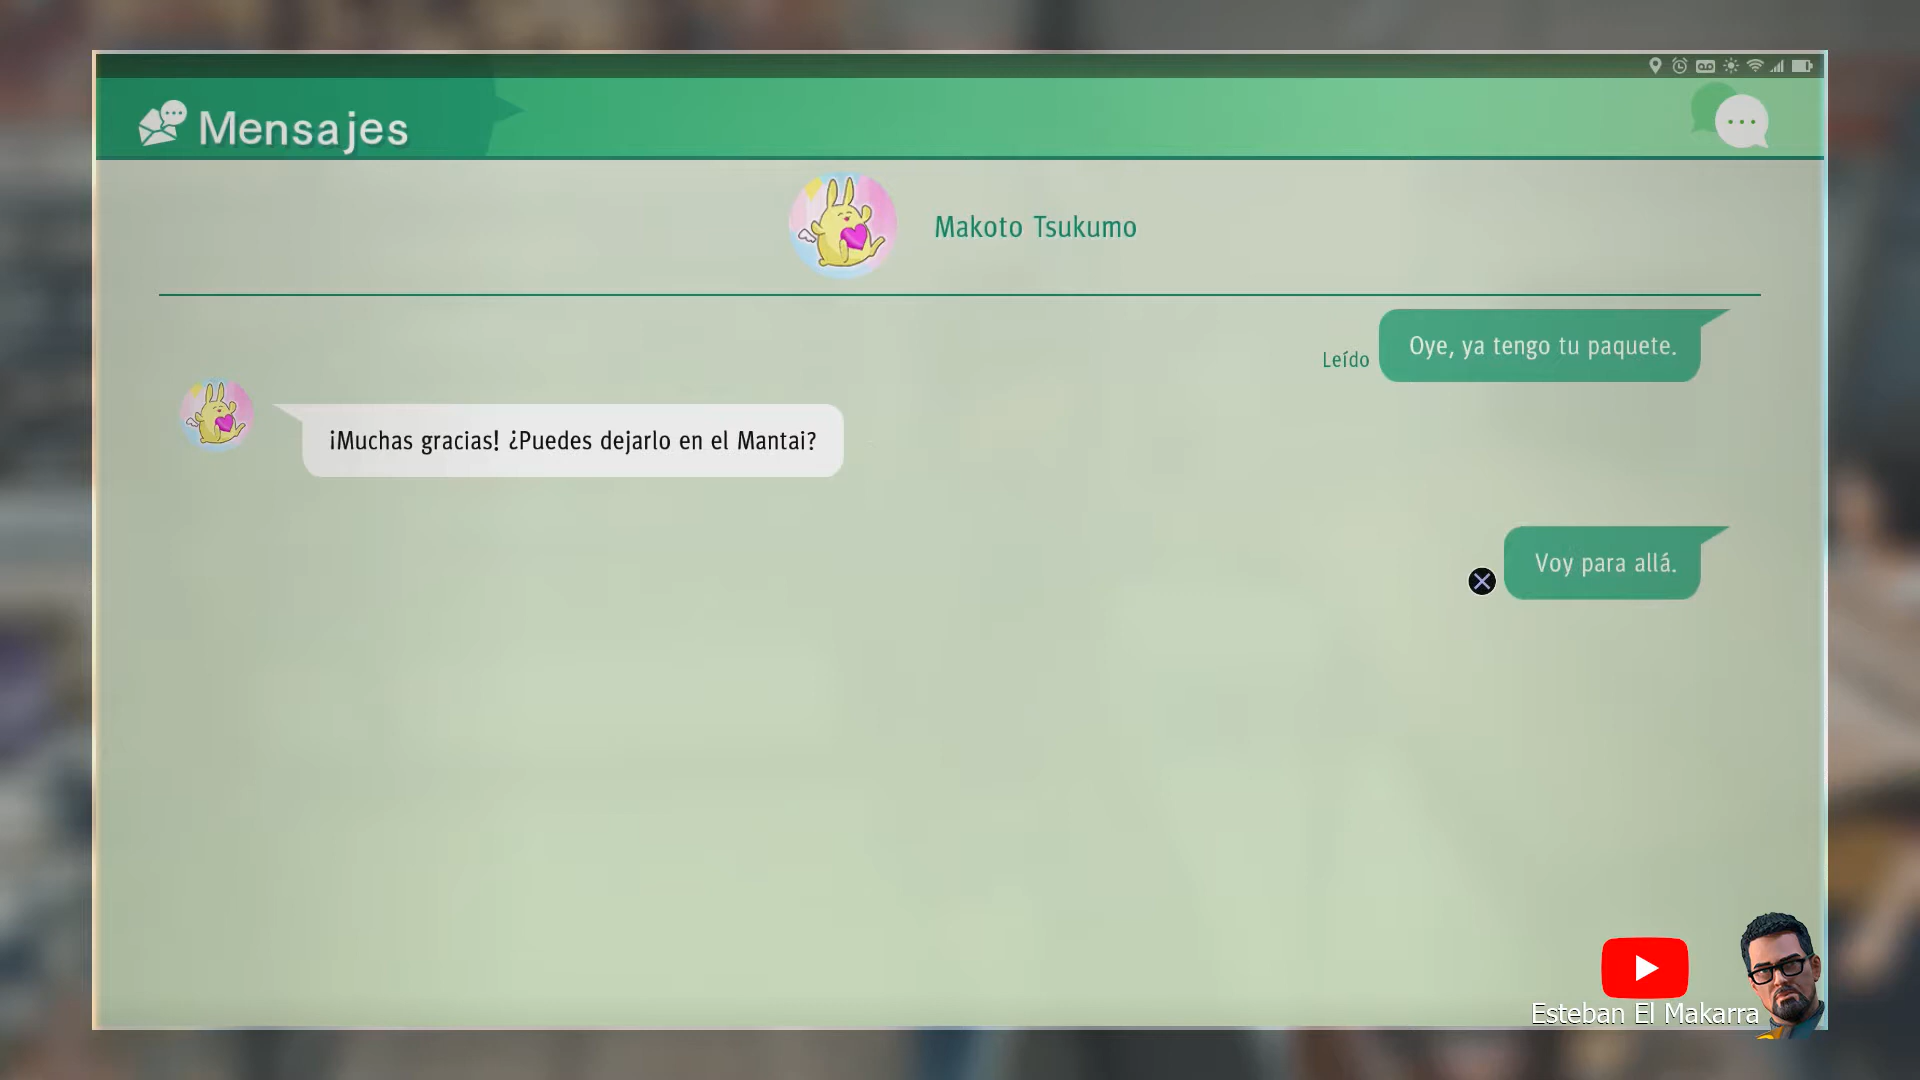 Mensajes
Makoto Tsukumo
Oye, ya tengo tu paquete.
Leído
¡Muchas gracias! ¿Puedes dejarlo en el Mantai?
Voy para allá.
Esteban El Makarra